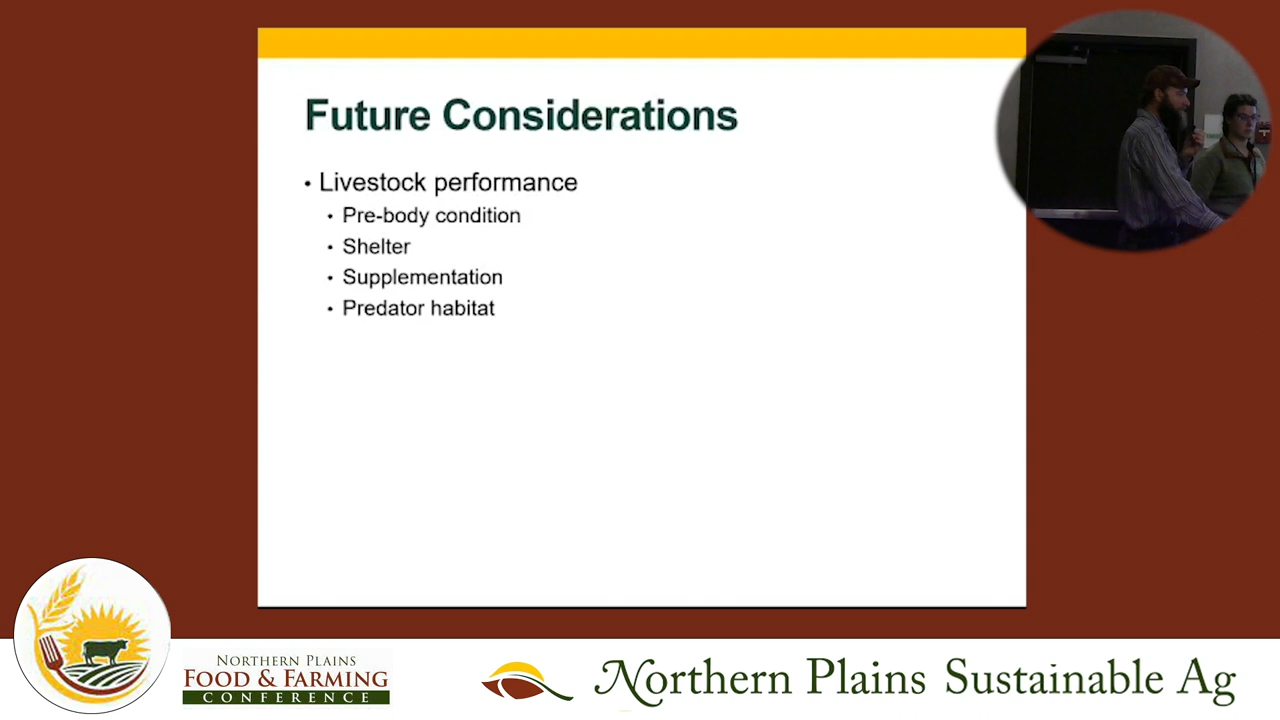 Future Considerations
• Livestock performance
• Pre-body condition
• Shelter
• Supplementation
• Predator habitat
NORTHERN PLAINS
FOOD & FARMING
CONFERENCE
Northern Plains Sustainable Ag